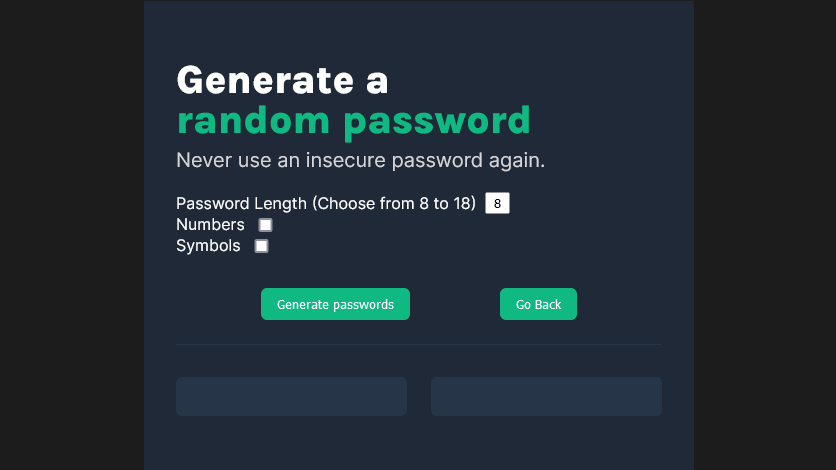 Generate a
random password
Never use an insecure password again.
Password Length (Choose from 8 to 18) 8
Numbers
Symbols
Generate passwords Go Back